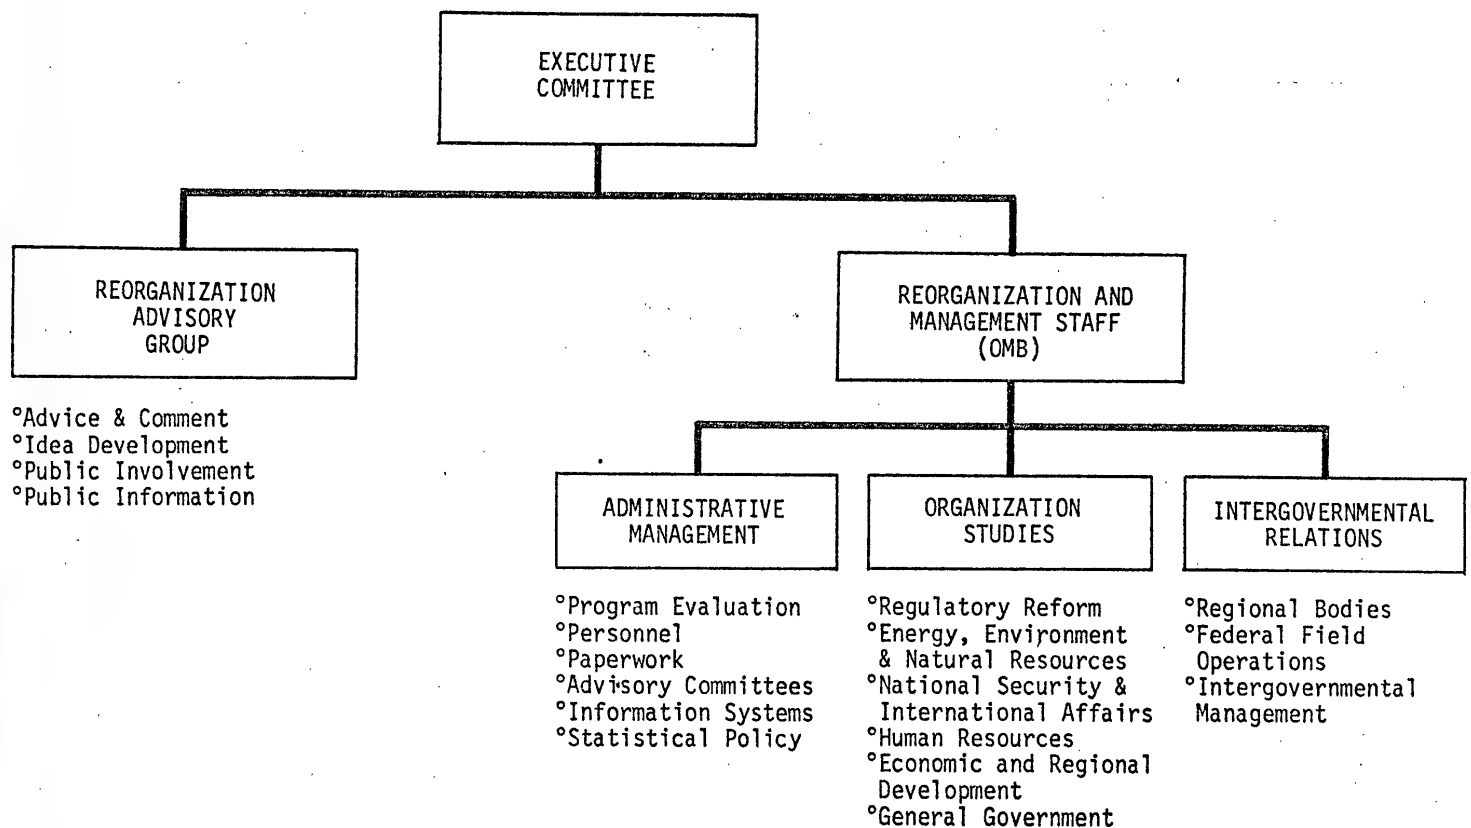 EXECUTIVE
COMMITTEE
REORGANIZATION
ADVISORY
GROUP
°Advice & Comment
°Idea Development
°Public Involvement
°Public Information
REORGANIZATION AND
MANAGEMENT STAFF
(OMB)
ADMINISTRATIVE
MANAGEMENT
°Program Evaluation
°Personnel
°Paperwork
°Advisory Committees
°Information Systems
°Statistical Policy
ORGANIZATION
STUDIES
°Regulatory Reform
°Energy, Environment
& Natural Resources
°National Security &
International Affairs
°Human Resources
°Economic and Regional
Development
°General Government
INTERGOVERNMENTAL
RELATIONS
°Regional Bodies
°Federal Field
Operations
°Intergovernmental
Management